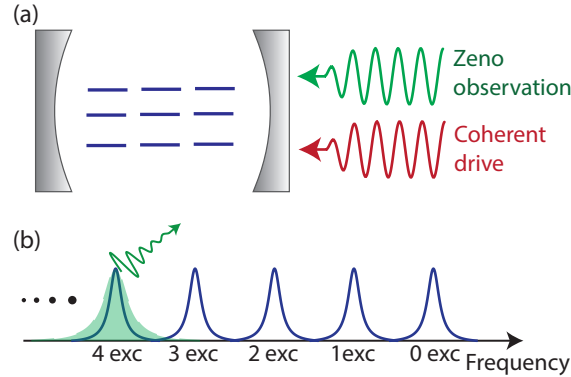 (a)
Zeno
observation
Coherent
drive
(b)
4 exc 3 exc 2 exc 1exc 0 exc
Frequency